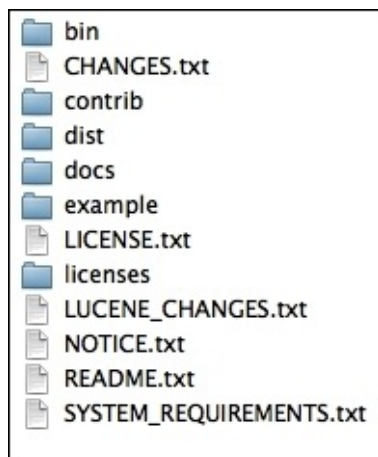 bin
CHANGES.txt
contrib
dist
docs
example
LICENSE.txt
licenses
LUCENE_CHANGES.txt
NOTICE.txt
README.txt
SYSTEM_REQUIREMENTS.txt